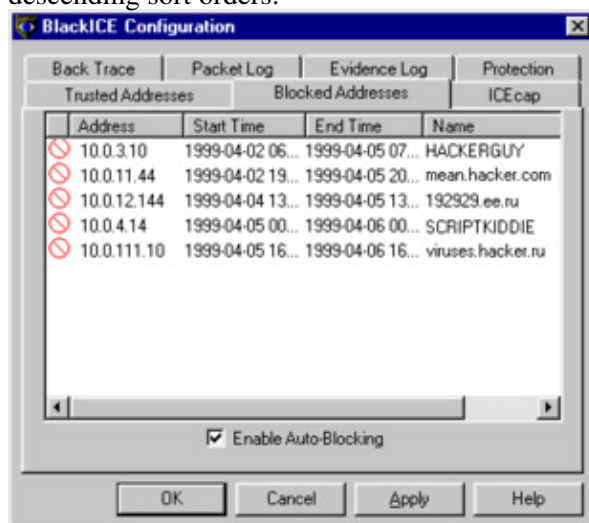 descending sort orders.
BlackICE Configuration
Back Trace Packet Log Evidence Log Protection
Trusted Addresses Blocked Addresses ICEcap
Address Start Time End Time Name
10.0.3.10 1999-04-02 06... 1999-04-05 07... HACKERGUY
10.0.11.44 1999-04-02 19... 1999-04-05 20... mean.hacker.com
10.0.12.144 1999-04-04 13... 1999-04-05 13... 192929.ee.ru
10.0.4.14 1999-04-05 00... 1999-04-06 00... SCRIPTKIDDIE
10.0.111.10 1999-04-05 16... 1999-04-06 16... viruses.hacker.ru
Enable Auto-Blocking
OK Cancel Apply Help